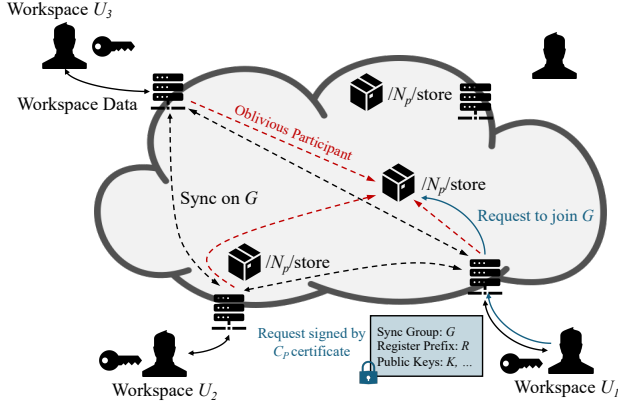 Workspace U3
Workspace Data
/Np/store
Oblivious Participant
/Np/store
Sync on G
Request to join G
/Np/store
Request signed by
CP certificate
Sync Group: G
Register Prefix: R
Public Keys: K, ...
Workspace U2
Workspace U1